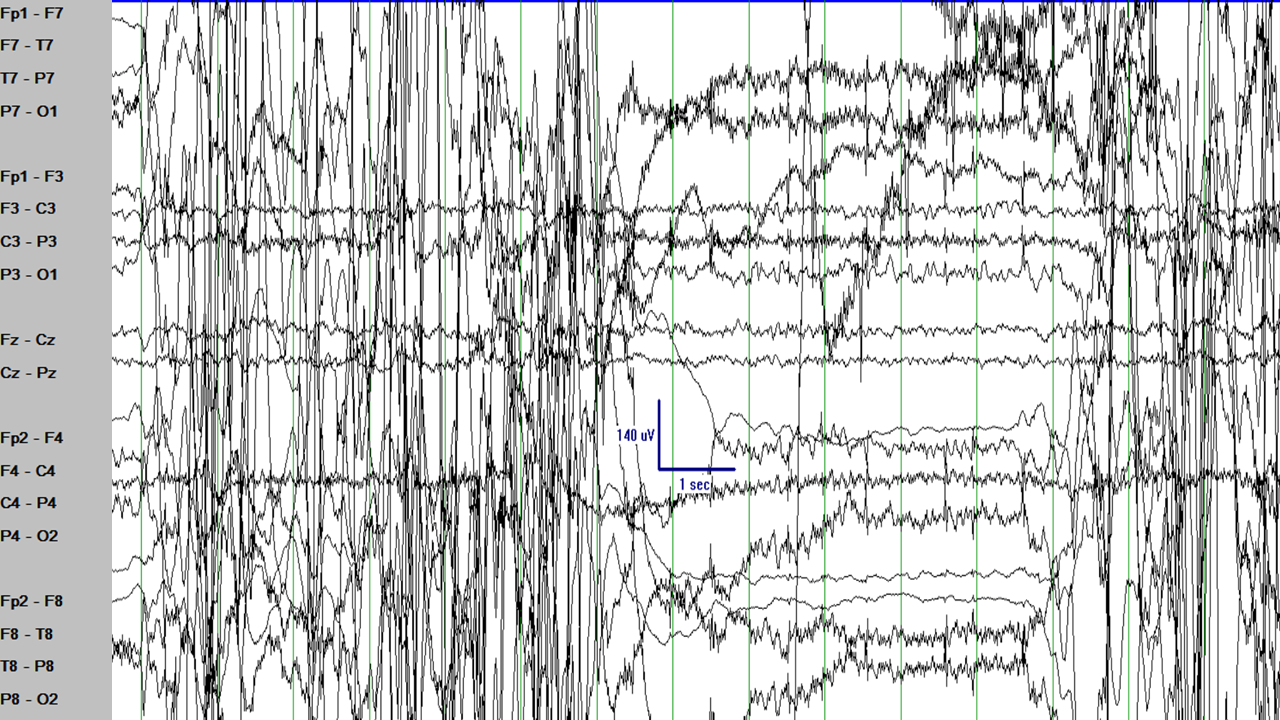 Fp1 - F7
F7 - T7
T7 - P7
P7 - O1
Fp1 - F3
F3 - C3
C3 - P3
P3 - O1
Fz - Cz
Cz - Pz
Fp2 - F4
F4 - C4
C4 - P4
P4 - O2
Fp2 - F8
F8 - T8
T8 - P8
P8 - O2
140 uV
1 sec